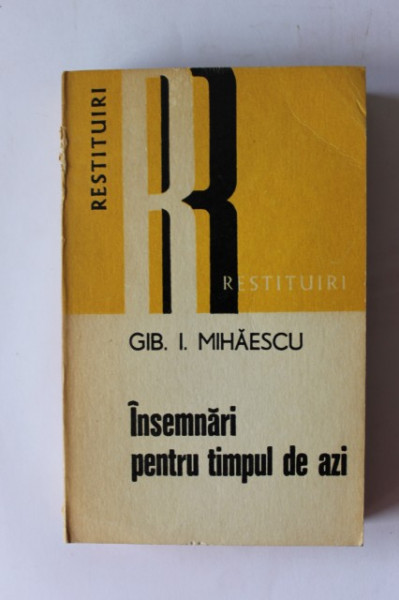 RESTITUIRI
RESTITUIRI
GIB. I. MIHĂESCU
Însemnări
pentru timpul de azi